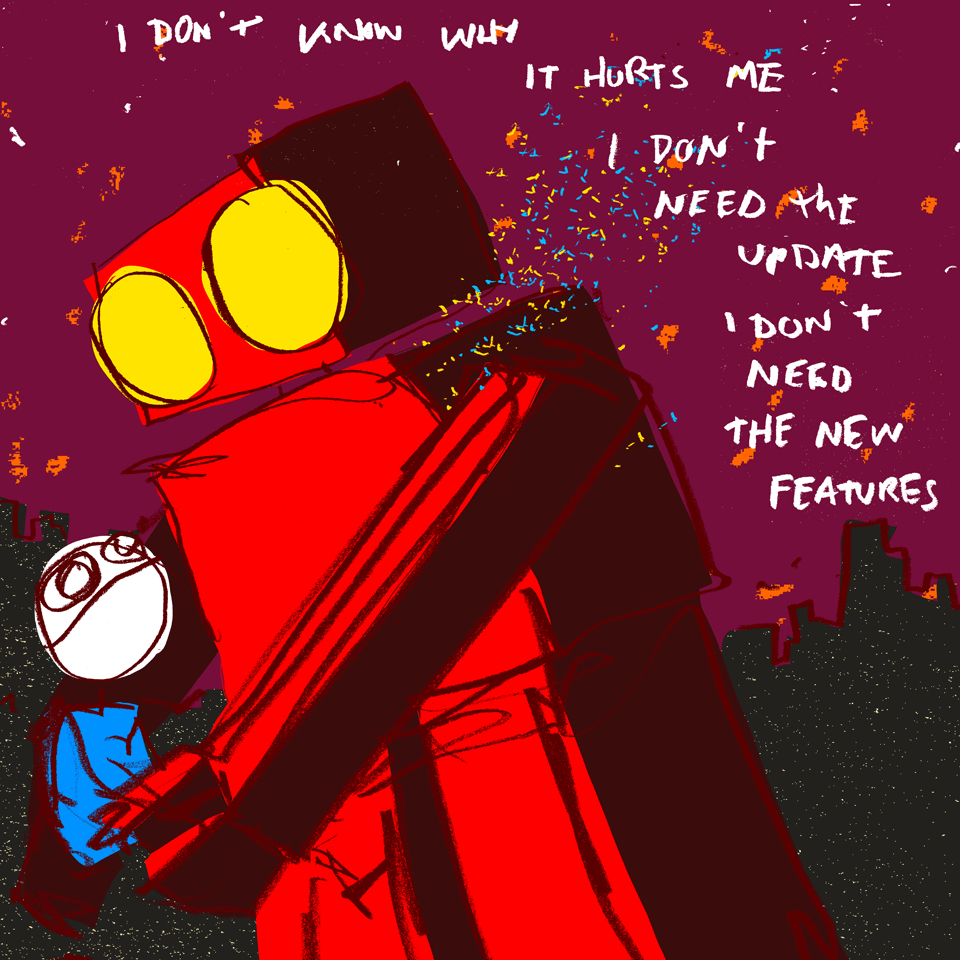 I DON'T KNOW WHY
IT HURTS ME
I DON'T
NEED thE
UPDATE
I DON'T
NEED
THE NEW
FEATURES